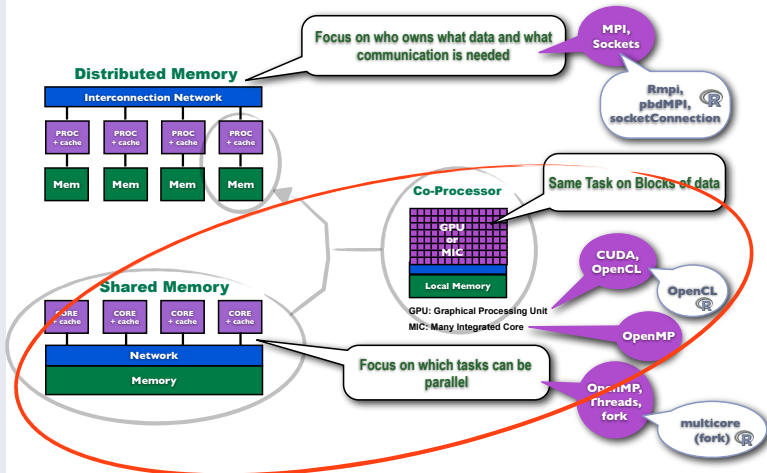 Focus on who owns what data and what
communication is needed
MPI,
Sockets
Rmpi,
pbdMPI,
socketConnection
R
Distributed Memory
Interconnection Network
PROC
+ cache
PROC
+ cache
PROC
+ cache
PROC
+ cache
Mem
Mem
Mem
Mem
Co-Processor
Same Task on Blocks of data
GPU
or
MIC
Local Memory
GPU: Graphical Processing Unit
MIC: Many Integrated Core
CUDA,
OpenCL
OpenCL
R
OpenMP
Shared Memory
CORE
+ cache
CORE
+ cache
CORE
+ cache
CORE
+ cache
Network
Memory
Focus on which tasks can be
parallel
OpenMP,
Threads,
fork
multicore
(fork) R